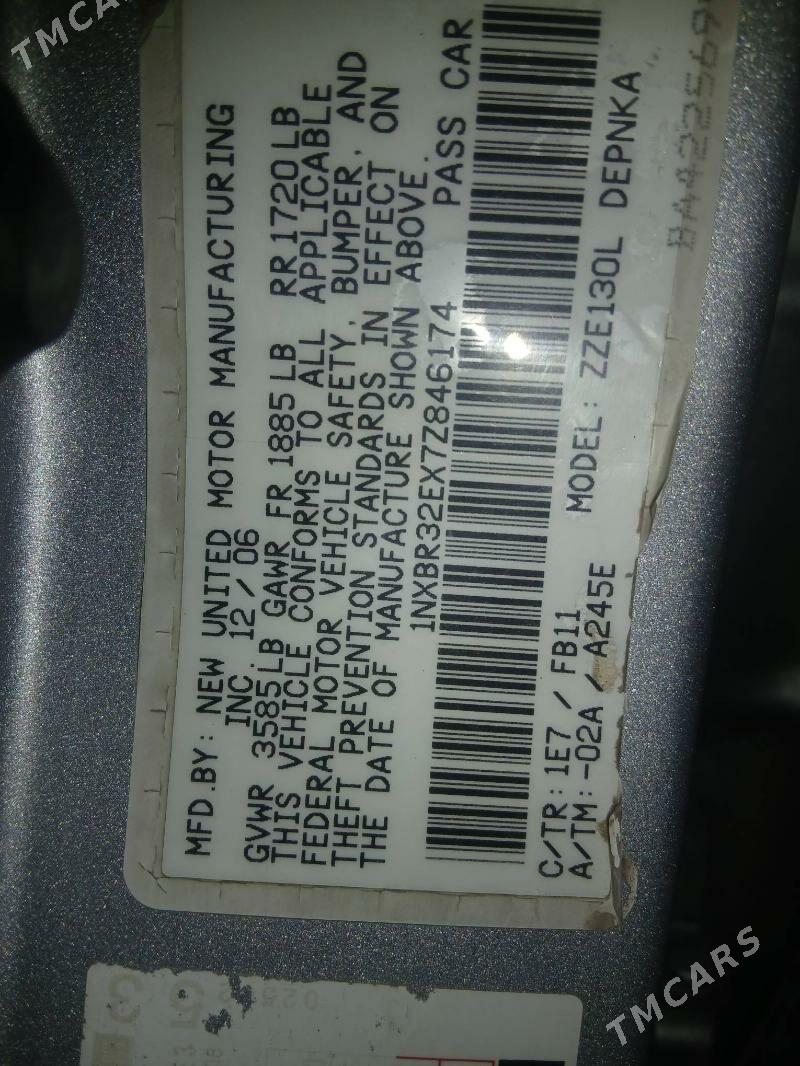 TMCARS
MFD.BY: NEW UNITED MOTOR MANUFACTURING
INC. 12/06
GVWR 3585LB GAWR FR 1885LB RR1720LB
THIS VEHICLE CONFORMS TO ALL APPLICABLE
FEDERAL MOTOR VEHICLE SAFETY, BUMPER, AND
THEFT PREVENTION STANDARDS IN EFFECT ON
THE DATE OF MANUFACTURE SHOWN ABOVE.
1NXBR32EX7Z846174 PASS CAR
C/TR: 1E7 / FB11 MODEL: ZZE130L DEPNKA
A/TM:-02A / A245E
TMCARS